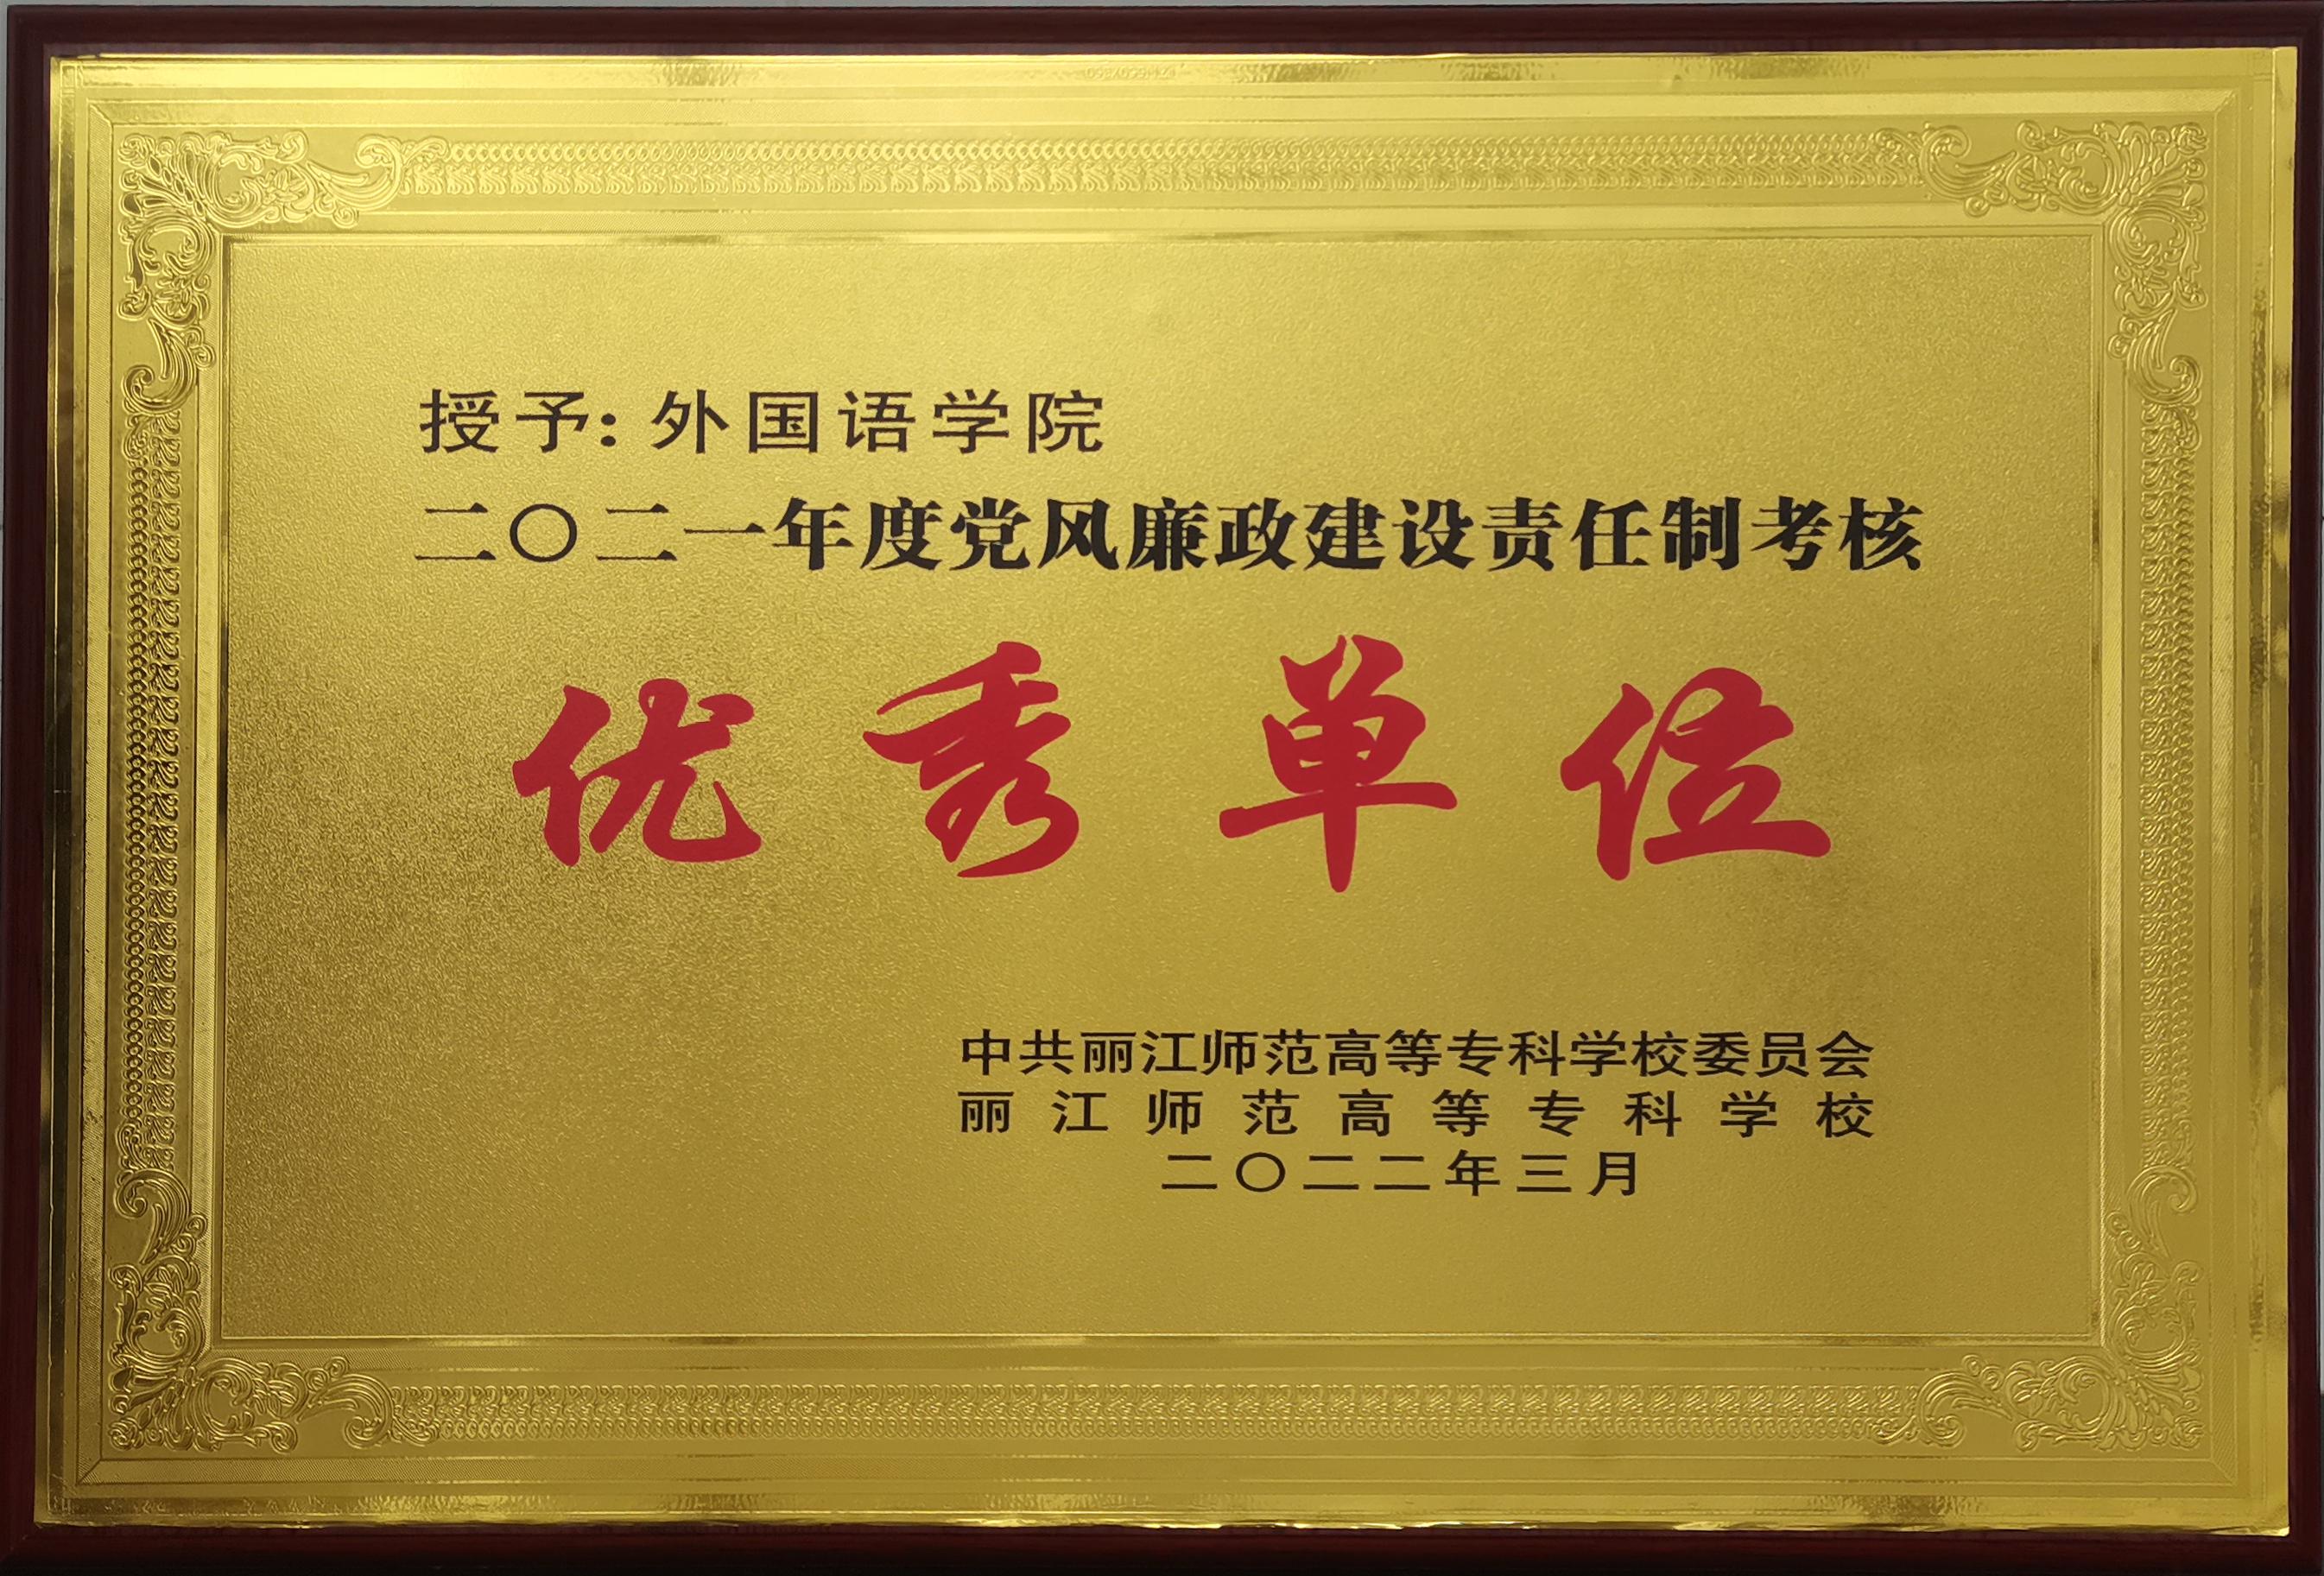 授予：外国语学院
二〇二一年度党风廉政建设责任制考核
优秀单位
中共丽江师范高等专科学校委员会
丽江师范高等专科学校
二〇二二年三月